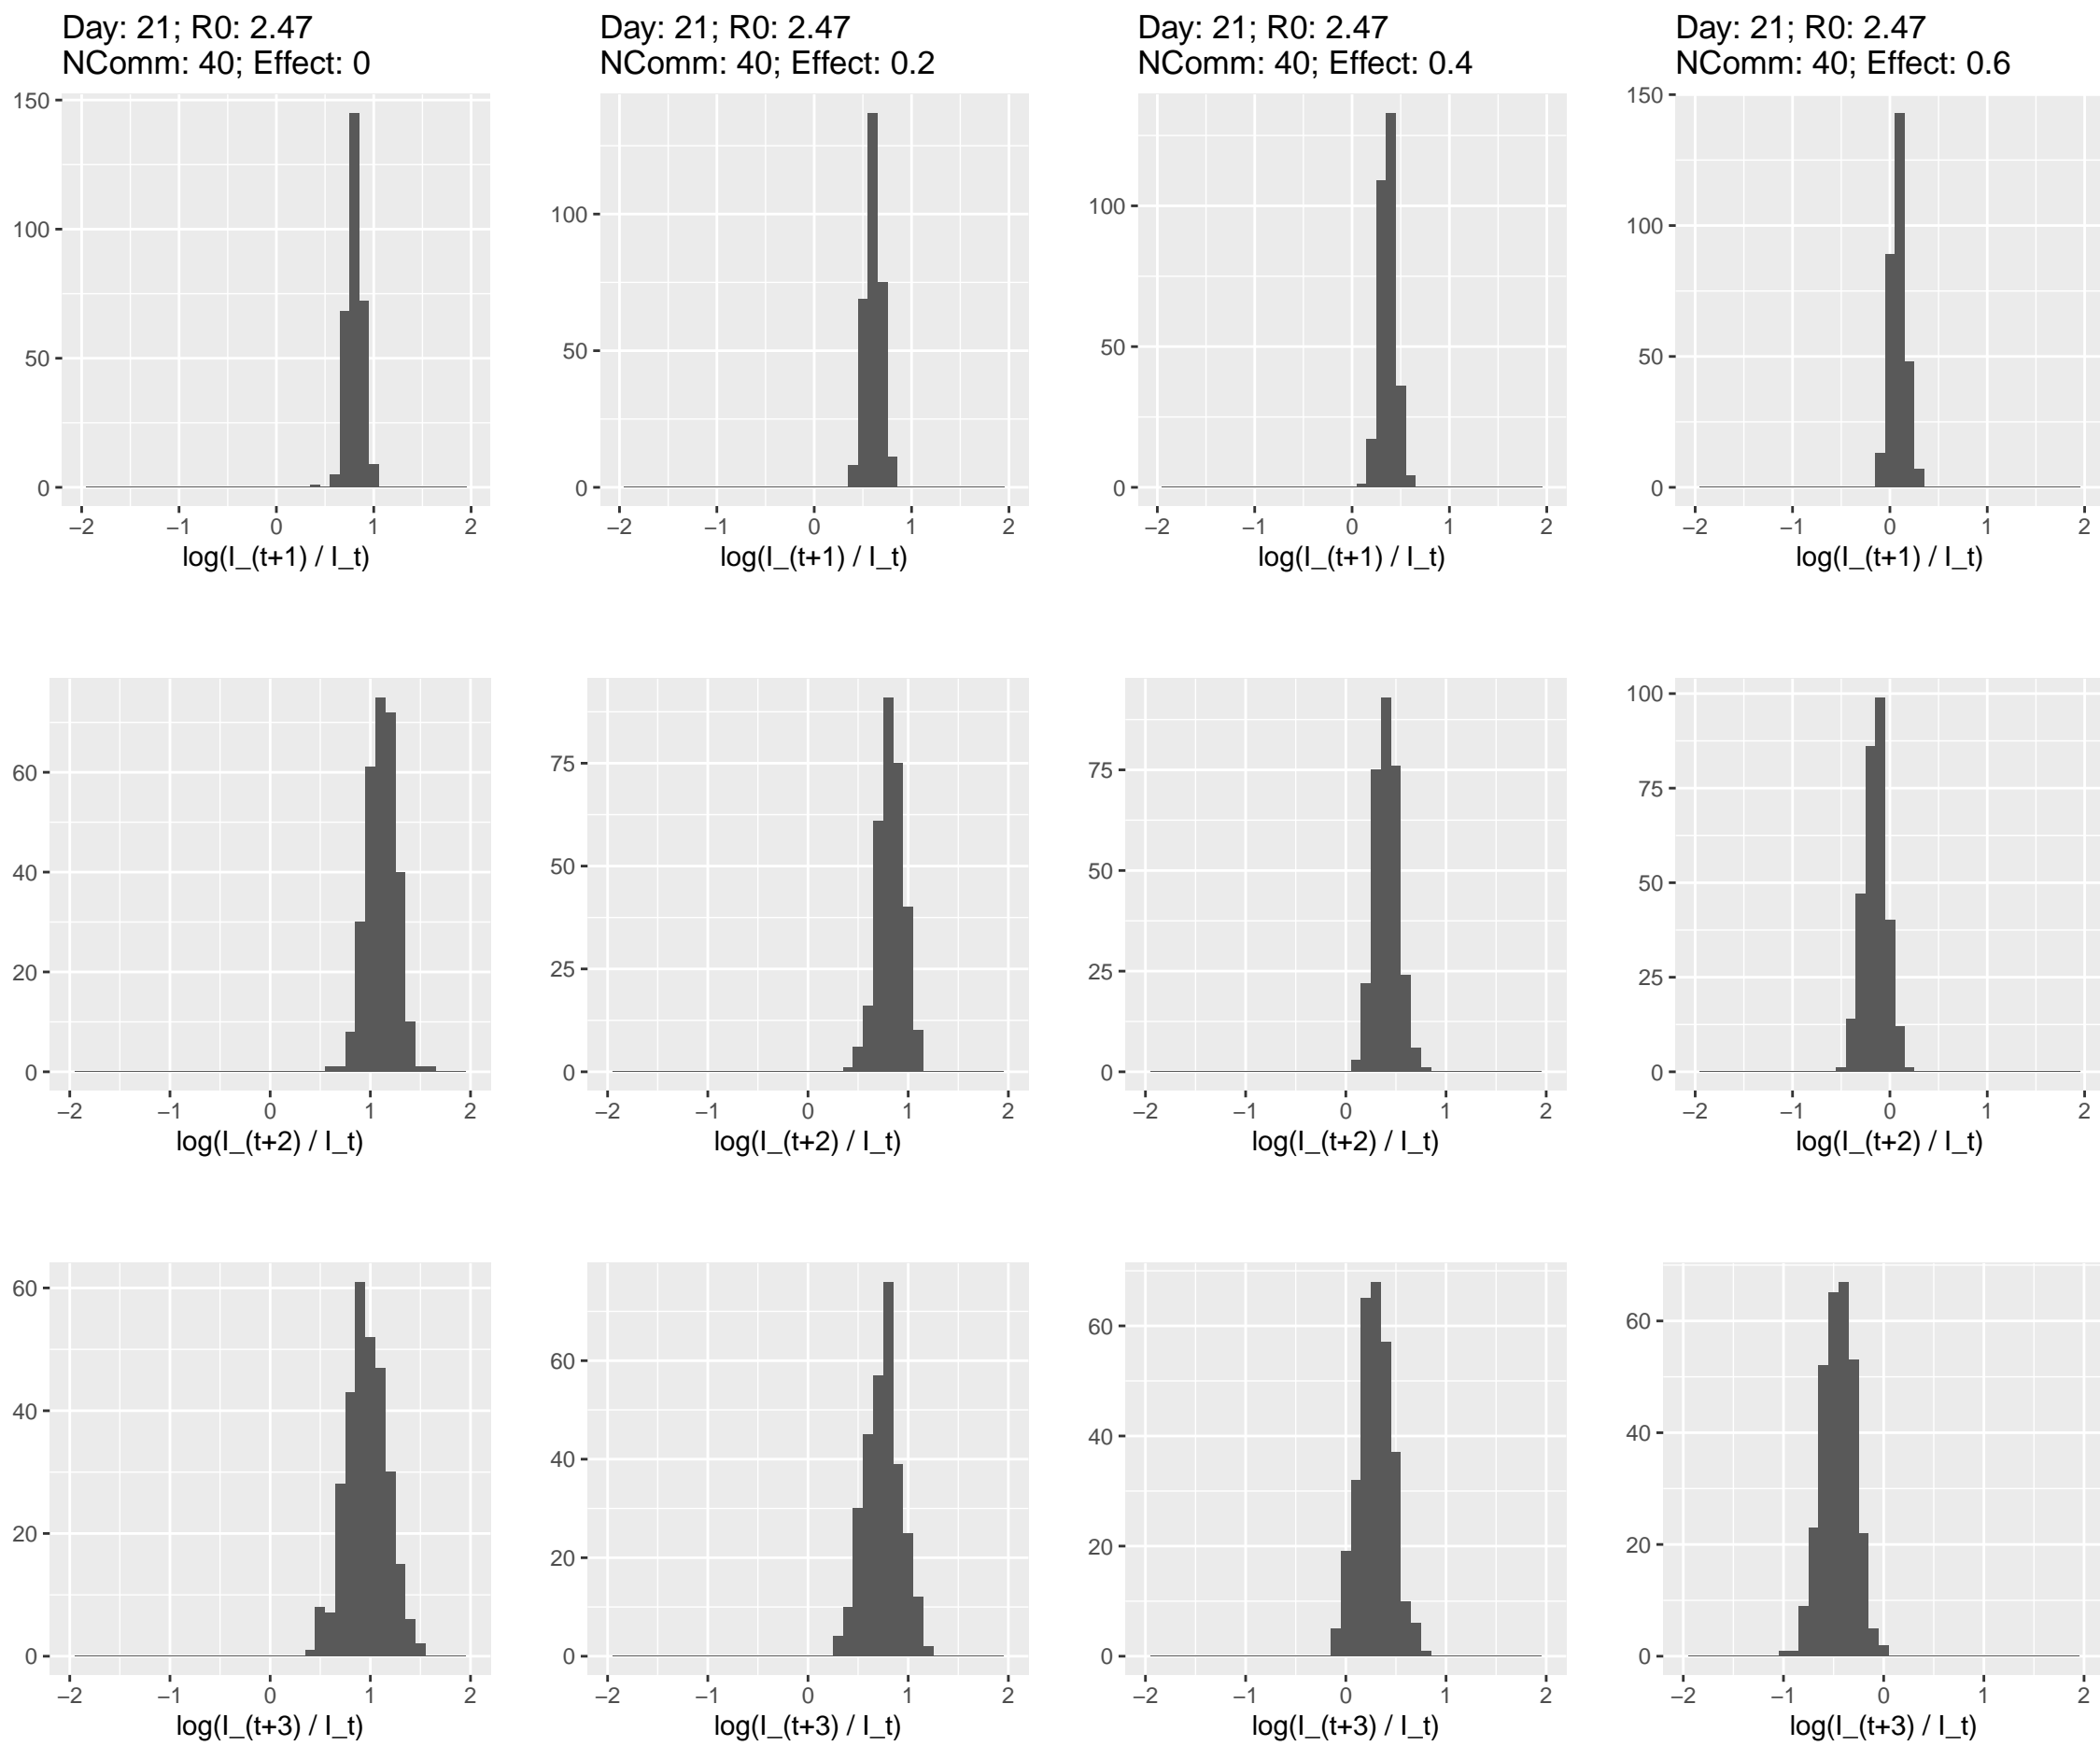 Day: 21; R0: 2.47
NComm: 40; Effect: 0
Day: 21; R0: 2.47
NComm: 40; Effect: 0.2
Day: 21; R0: 2.47
NComm: 40; Effect: 0.4
Day: 21; R0: 2.47
NComm: 40; Effect: 0.6
150
100
50
0
−2 −1 0 1 2
log(I_(t+1) / I_t)
100
50
0
−2 −1 0 1 2
log(I_(t+1) / I_t)
100
50
0
−2 −1 0 1 2
log(I_(t+1) / I_t)
150
100
50
0
−2 −1 0 1 2
log(I_(t+1) / I_t)
60
40
20
0
−2 −1 0 1 2
log(I_(t+2) / I_t)
75
50
25
0
−2 −1 0 1 2
log(I_(t+2) / I_t)
75
50
25
0
−2 −1 0 1 2
log(I_(t+2) / I_t)
100
75
50
25
0
−2 −1 0 1 2
log(I_(t+2) / I_t)
60
40
20
0
−2 −1 0 1 2
log(I_(t+3) / I_t)
60
40
20
0
−2 −1 0 1 2
log(I_(t+3) / I_t)
60
40
20
0
−2 −1 0 1 2
log(I_(t+3) / I_t)
60
40
20
0
−2 −1 0 1 2
log(I_(t+3) / I_t)